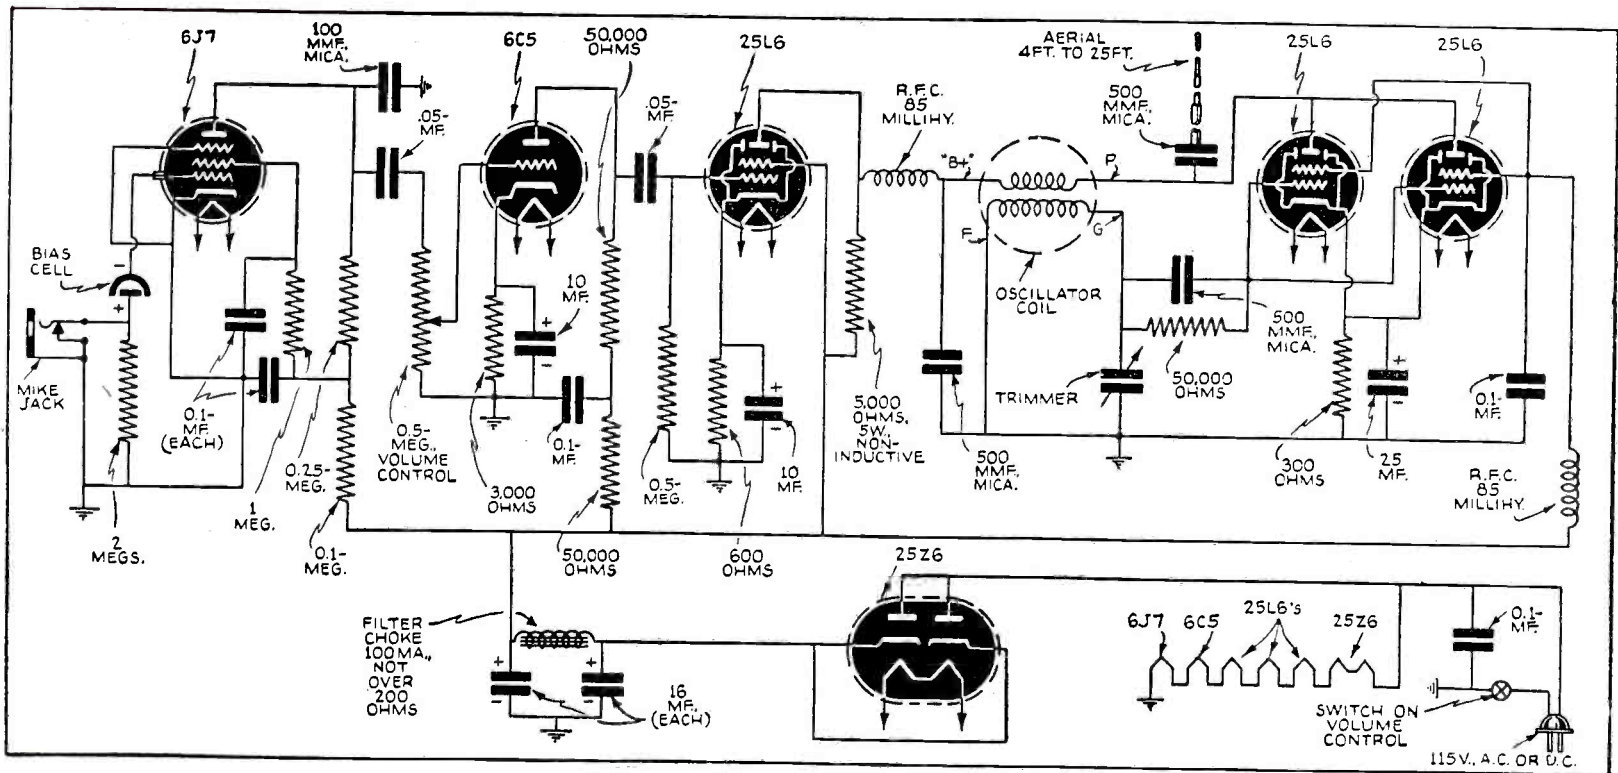 6J7
100
MMF.,
MICA.
6C5
50,000
OHMS
25L6
AERIAL
4FT. TO 25FT.
25L6
25L6
.05-
MF.
.05-
MF.
R.F.C.
85
MILLIHY.
500
MMF.,
MICA.
"B+"
P
BIAS
CELL
-
+
F
G
OSCILLATOR
COIL
10
MF.
+
-
500
MMF.,
MICA.
50,000
OHMS
TRIMMER
MIKE
JACK
0.1-
MF.
(EACH)
0.25-
MEG.
1
MEG.
2
MEGS.
0.1-
MEG.
0.5-
MEG.,
VOLUME
CONTROL
3,000
OHMS
0.1-
MF.
50,000
OHMS
0.5-
MEG.
600
OHMS
+
-
10
MF.
5,000
OHMS,
5W.,
NON-
INDUCTIVE
500
MMF.,
MICA.
300
OHMS
+
-
25
MF.
0.1-
MF.
R.F.C.
85
MILLIHY.
25Z6
FILTER
CHOKE
100MA.,
NOT
OVER
200
OHMS
+
-
+
-
16
MF.,
(EACH)
6J7
6C5
25L6's
25Z6
0.1-
MF.
SWITCH ON
VOLUME
CONTROL
115V., A.C. OR D.C.